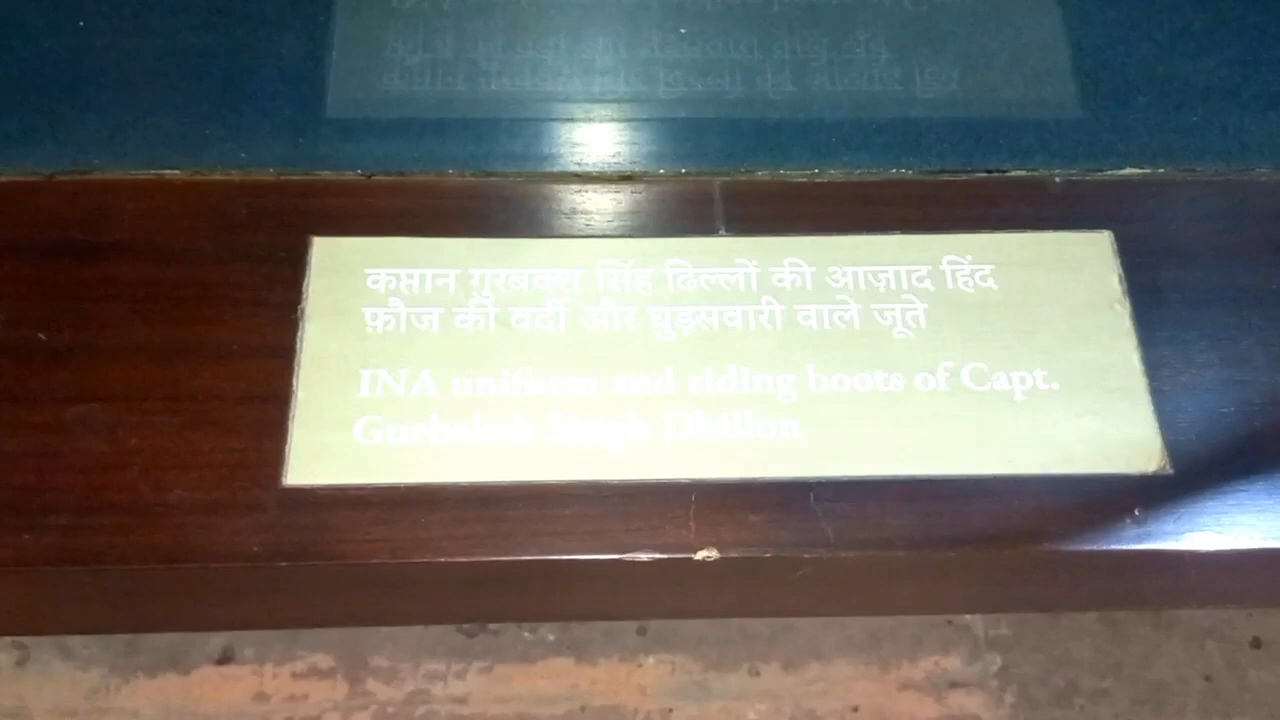 कप्तान गुरबक्श सिंह ढिल्लों की आज़ाद हिंद
फ़ौज की वर्दी और घुड़सवारी वाले जूते
INA uniform and riding boots of Capt.
Gurbaksh Singh Dhillon